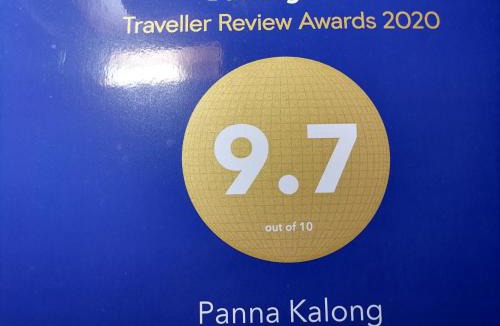 Traveller Review Awards 2020
9.7
out of 10
Panna Kalong